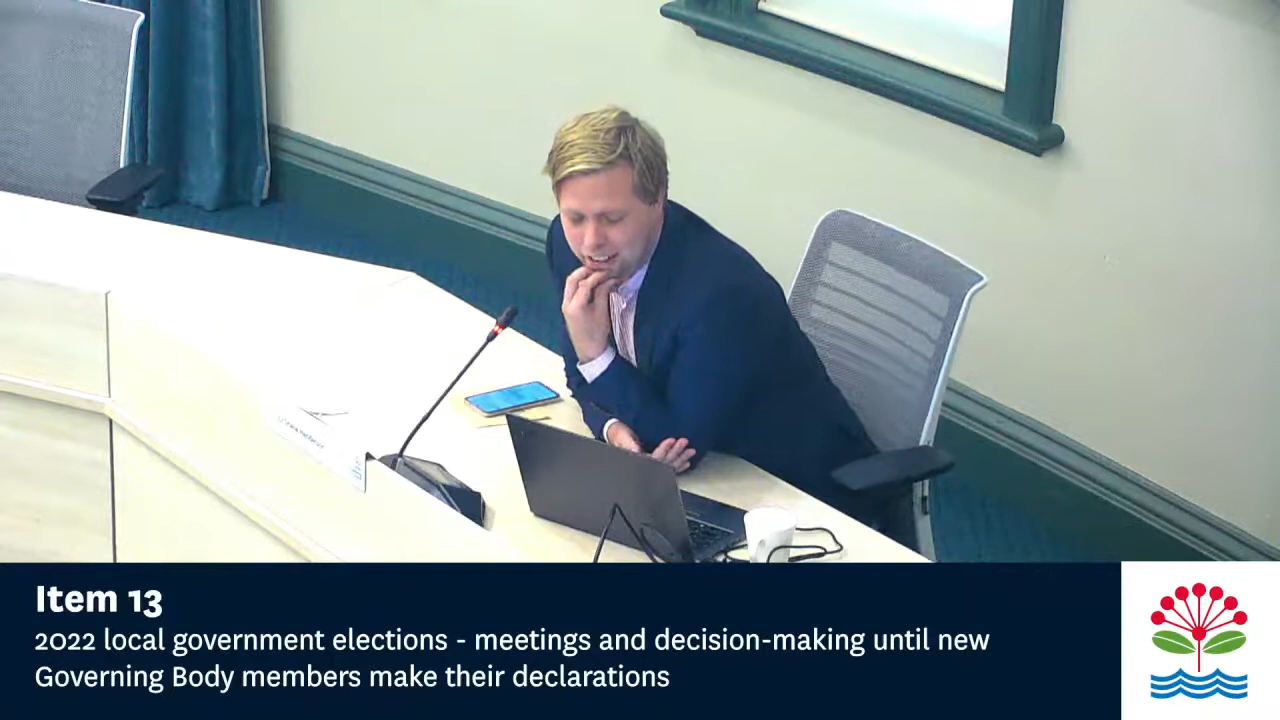 Item 13
2022 local government elections - meetings and decision-making until new
Governing Body members make their declarations